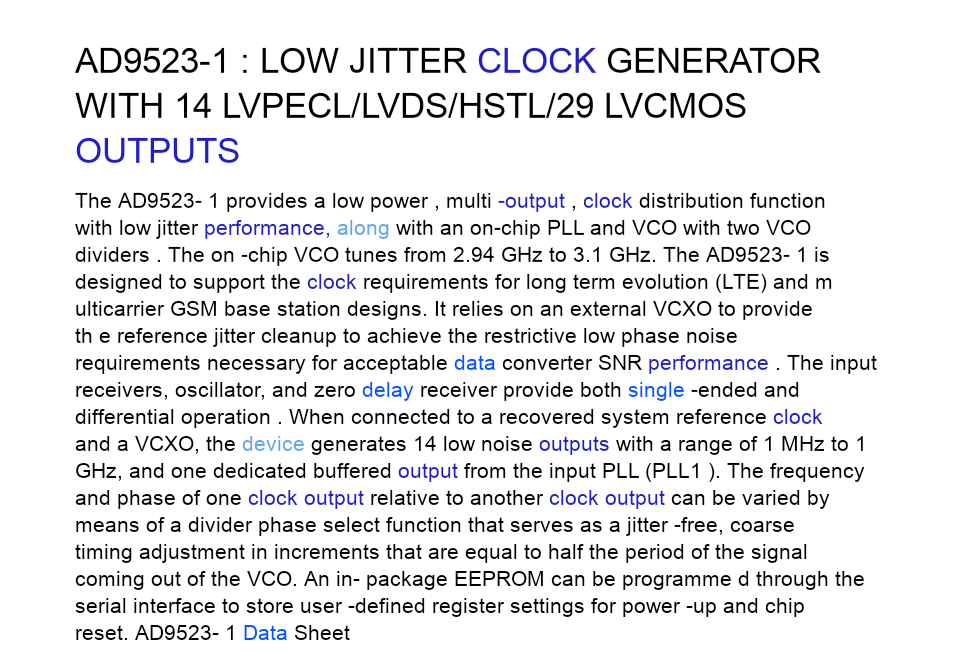 AD9523-1 : LOW JITTER CLOCK GENERATOR
WITH 14 LVPECL/LVDS/HSTL/29 LVCMOS
OUTPUTS
The AD9523- 1 provides a low power , multi -output , clock distribution function
with low jitter performance, along with an on-chip PLL and VCO with two VCO
dividers . The on -chip VCO tunes from 2.94 GHz to 3.1 GHz. The AD9523- 1 is
designed to support the clock requirements for long term evolution (LTE) and m
ulticarrier GSM base station designs. It relies on an external VCXO to provide
th e reference jitter cleanup to achieve the restrictive low phase noise
requirements necessary for acceptable data converter SNR performance . The input
receivers, oscillator, and zero delay receiver provide both single -ended and
differential operation . When connected to a recovered system reference clock
and a VCXO, the device generates 14 low noise outputs with a range of 1 MHz to 1
GHz, and one dedicated buffered output from the input PLL (PLL1 ). The frequency
and phase of one clock output relative to another clock output can be varied by
means of a divider phase select function that serves as a jitter -free, coarse
timing adjustment in increments that are equal to half the period of the signal
coming out of the VCO. An in- package EEPROM can be programme d through the
serial interface to store user -defined register settings for power -up and chip
reset. AD9523- 1 Data Sheet